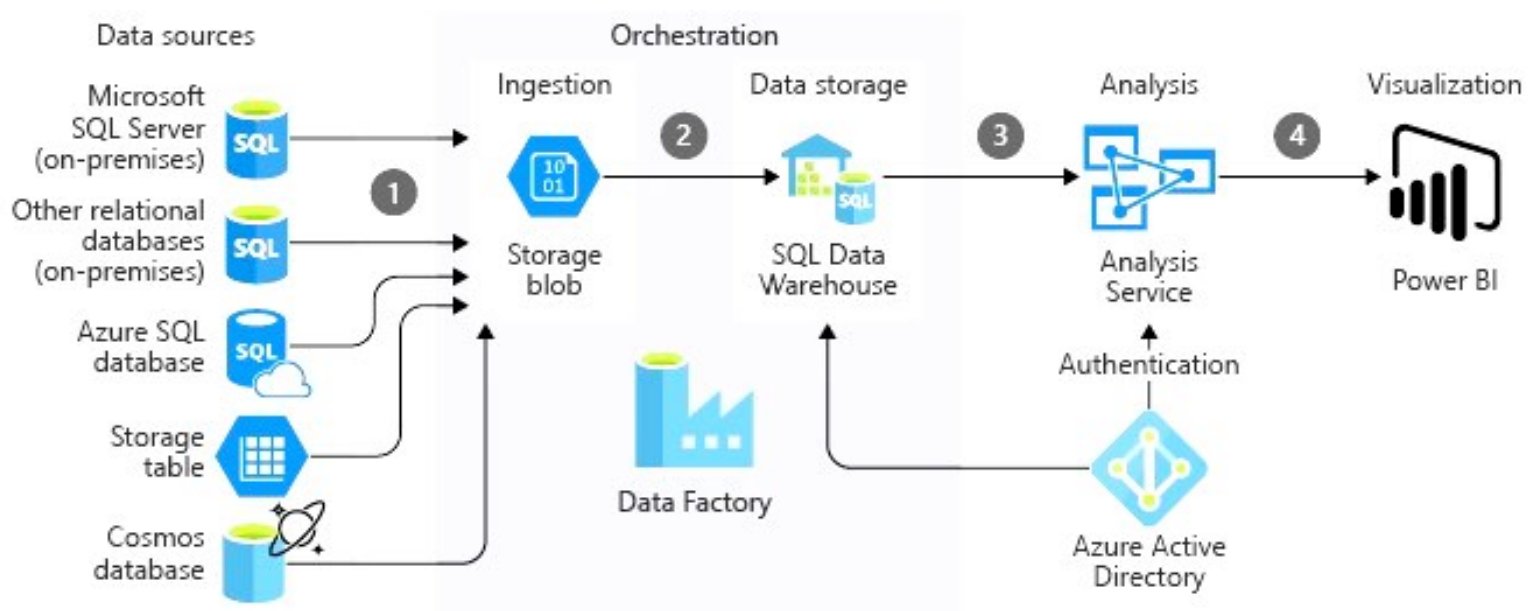 Data sources
Orchestration
Microsoft
SQL Server
(on-premises)
SQL
1
Other relational
databases
(on-premises)
SQL
Azure SQL
database
SQL
Storage
table
Cosmos
database
Ingestion
10
01
Storage
blob
2
Data storage
SQL
SQL Data
Warehouse
3
Analysis
Analysis
Service
4
Visualization
Power BI
Data Factory
Authentication
Azure Active
Directory